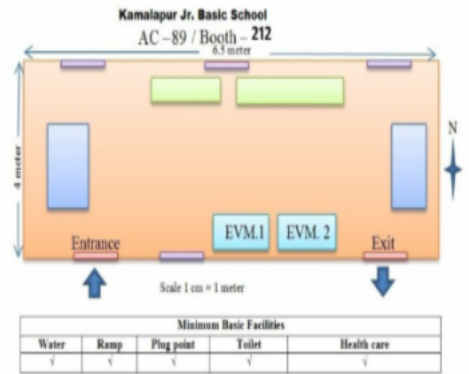 Kamalapur Jr. Basic School
AC –89 / Booth – 212
6.5 meter
4 meter
N
EVM.1 EVM. 2
Entrance Exit
Scale 1 cm = 1 meter
Minimum Basic Facilities
Water Ramp Plug point Toilet Health care
√ √ √ √ √